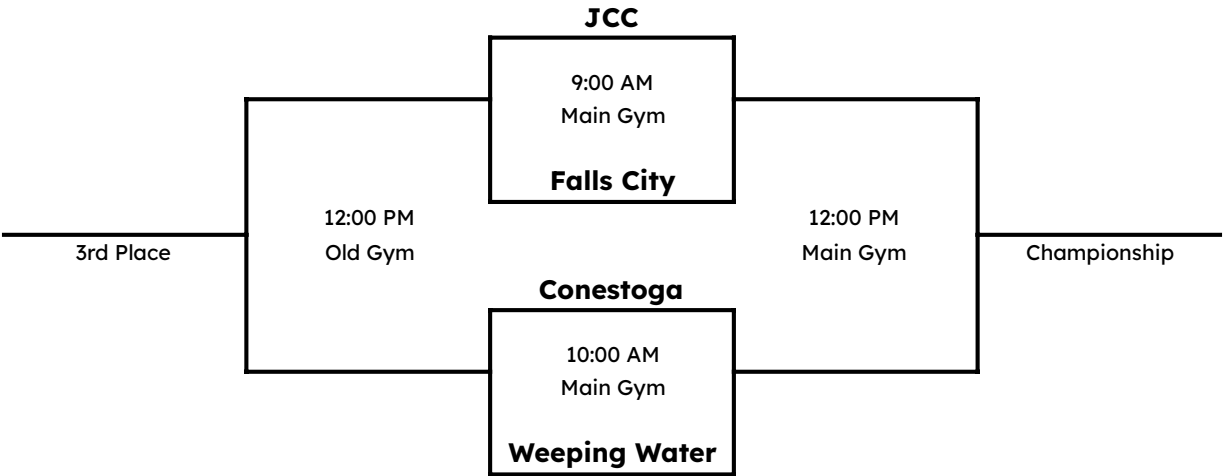 JCC
9:00 AM
Main Gym
Falls City
12:00 PM
Old Gym
3rd Place
12:00 PM
Main Gym
Championship
Conestoga
10:00 AM
Main Gym
Weeping Water